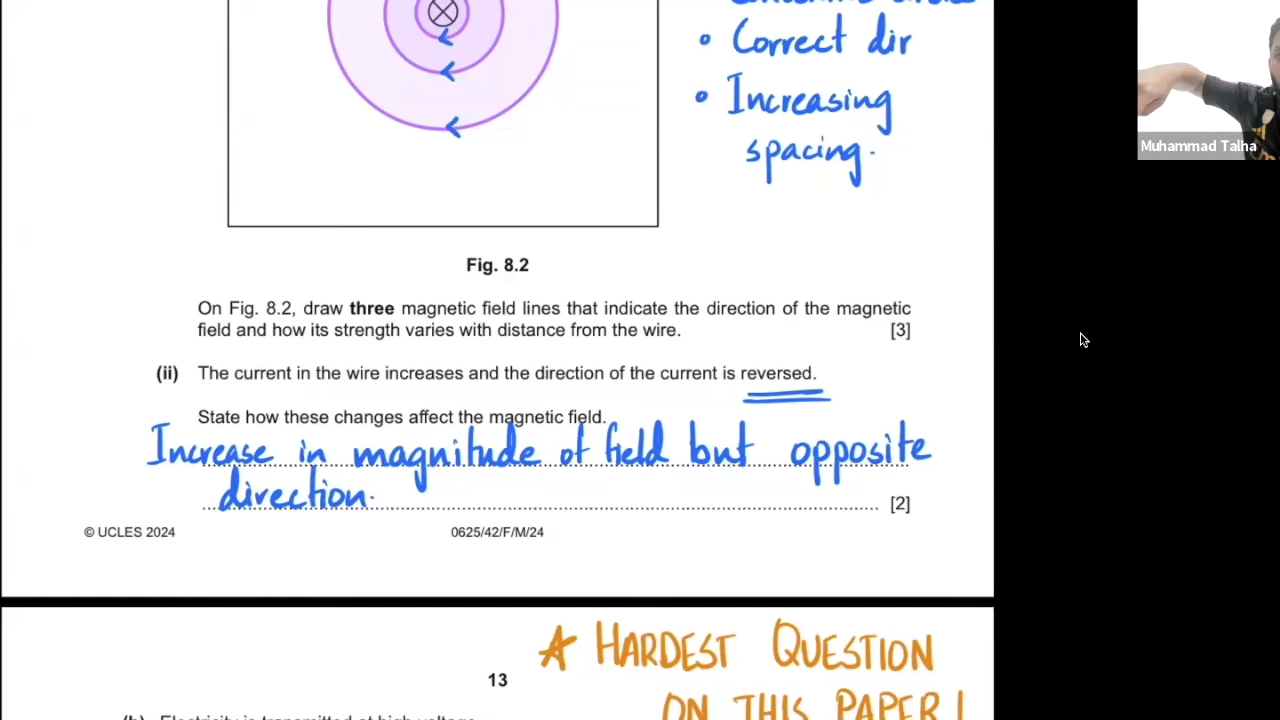 • Correct dir
• Increasing
spacing.
Muhammad Talha
Fig. 8.2
On Fig. 8.2, draw three magnetic field lines that indicate the direction of the magnetic
field and how its strength varies with distance from the wire. [3]
(ii) The current in the wire increases and the direction of the current is reversed.
State how these changes affect the magnetic field.
Increase in magnitude of field but opposite
direction.
[2]
© UCLES 2024 0625/42/F/M/24
★ HARDEST QUESTION
ON THIS PAPER!
13